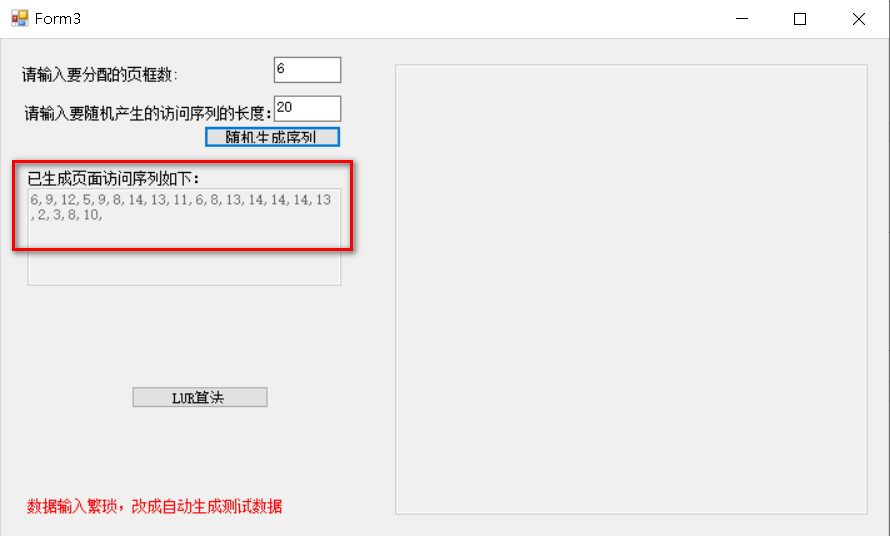 Form3
请输入要分配的页框数:
6
请输入要随机产生的访问序列的长度:
20
随机生成序列
已生成页面访问序列如下:
6,9,12,5,9,8,14,13,11,6,8,13,14,14,14,13
,2,3,8,10,
LUR算法
数据输入繁琐，改成自动生成测试数据